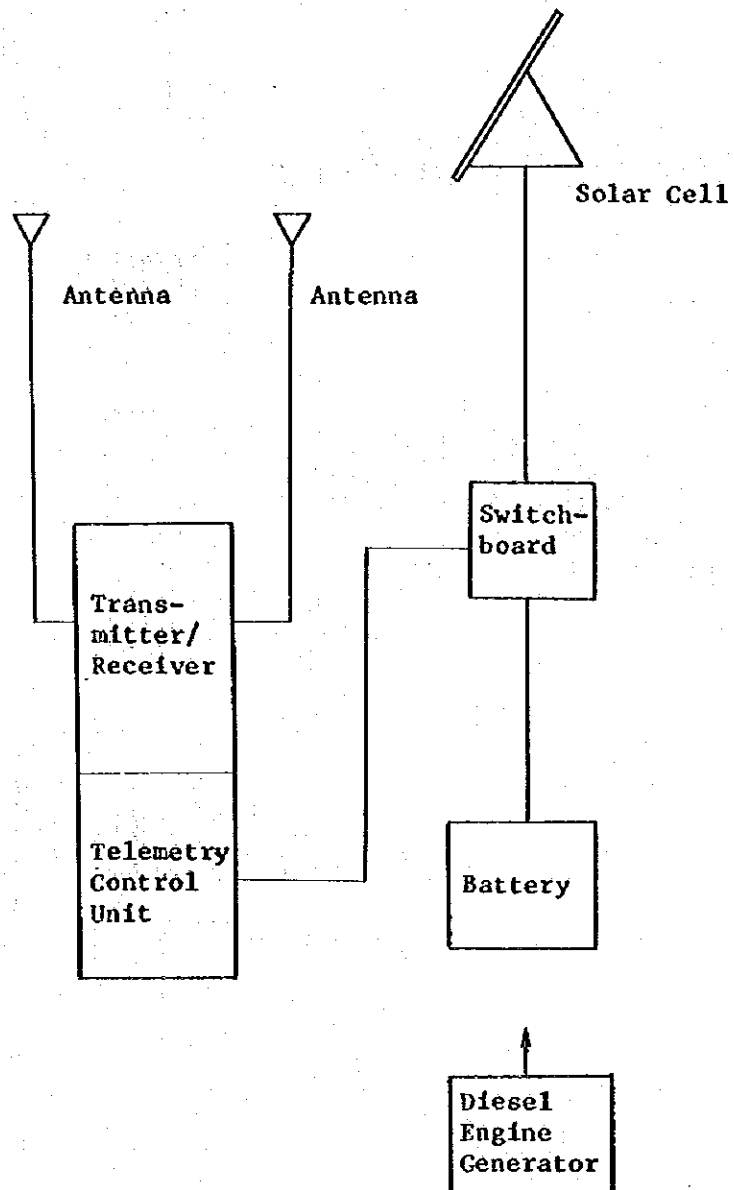 Solar Cell
Antenna
Antenna
Switch-
board
Trans-
mitter/
Receiver
Telemetry
Control
Unit
Battery
Diesel
Engine
Generator